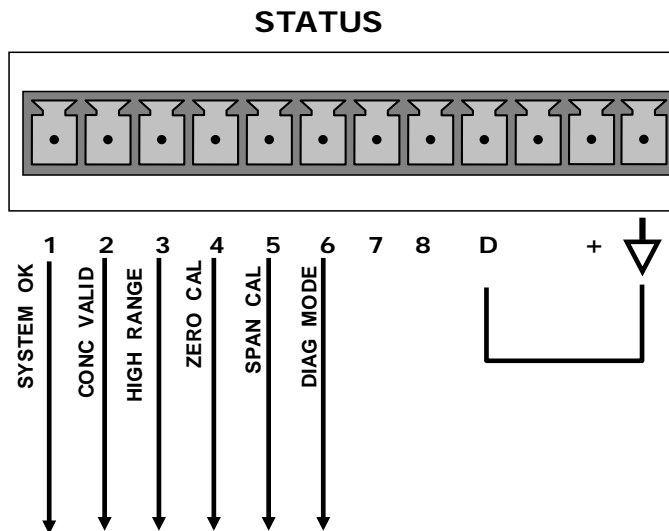 STATUS
1 2 3 4 5 6 7 8 D +
SYSTEM OK
CONC VALID
HIGH RANGE
ZERO CAL
SPAN CAL
DIAG MODE